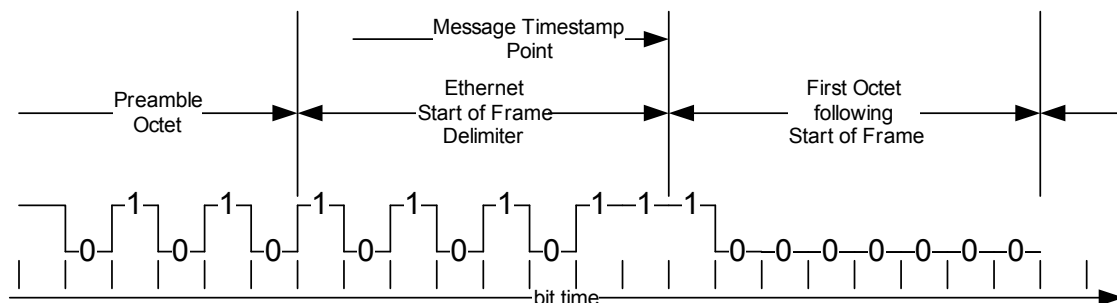 Message Timestamp
Point
Preamble
Octet
Ethernet
Start of Frame
Delimiter
First Octet
following
Start of Frame
0 1 0 1 0 1 0 1 0 1 0 1 1 1 0 0 0 0 0 0 0
bit time